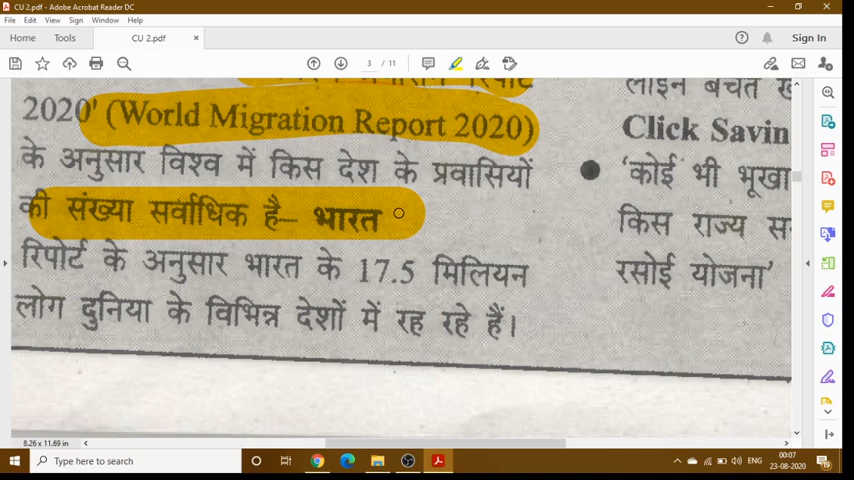 CU 2.pdf - Adobe Acrobat Reader DC
File Edit View Sign Window Help
Home Tools CU 2.pdf × Sign In
3 / 11
2020' (World Migration Report 2020)
के अनुसार विश्व में किस देश के प्रवासियों
की संख्या सर्वाधिक है– भारत
रिपोर्ट के अनुसार भारत के 17.5 मिलियन
लोग दुनिया के विभिन्न देशों में रह रहे हैं।
लाइन बचत
Click Savin
'कोई भी भूखा
किस राज्य स
रसोई योजना'
8.26 x 11.69 in
Type here to search
ENG
00:07
23-08-2020